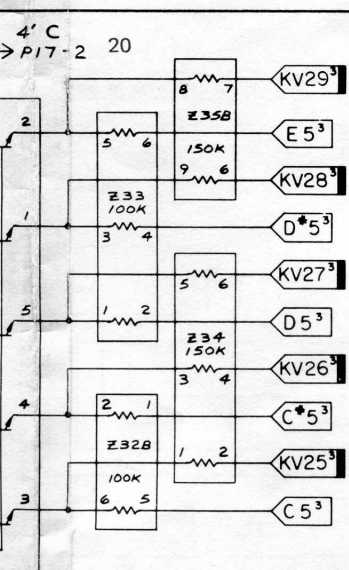 4' C
→ P17-2 20
8 7 KV29³
Z35B
2 5 6 E5³
150K
9 6 KV28³
Z33
100K
1 3 4 D#5³
5 6 KV27³
5 1 2 D5³
Z34
150K
3 4 KV26³
4 2 1 C#5³
Z32B
1 2 KV25³
100K
3 6 5 C5³